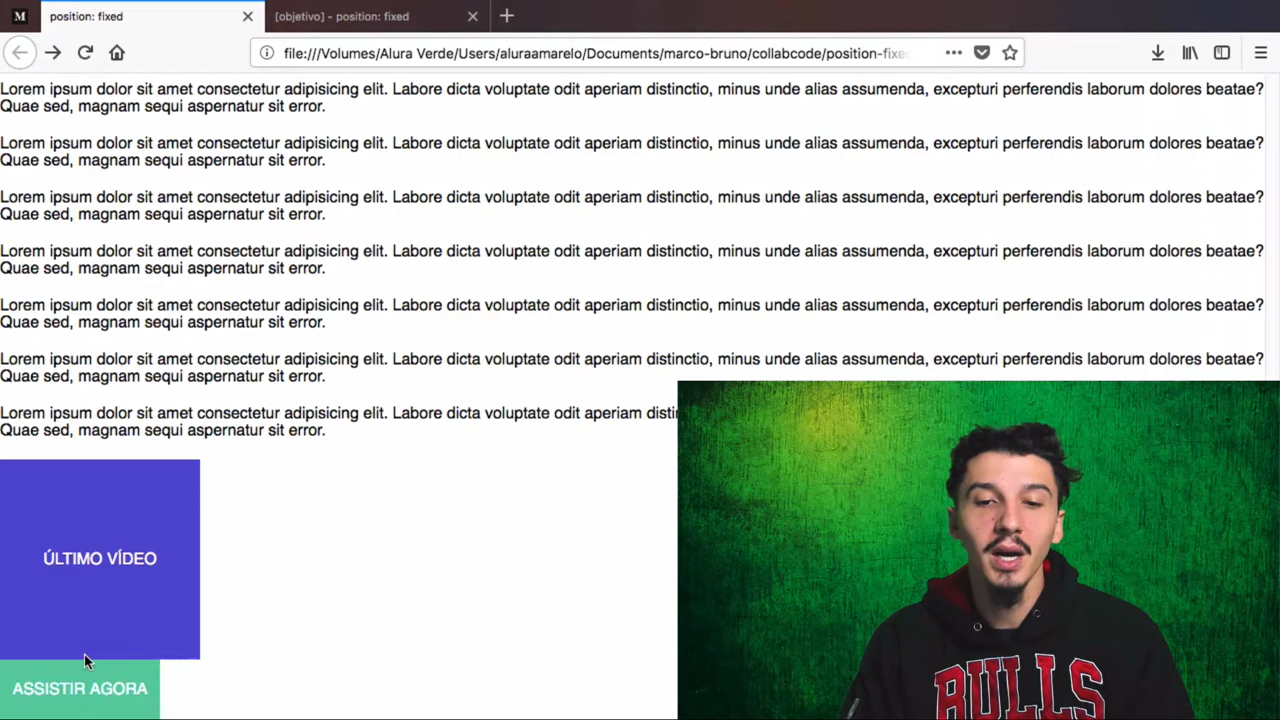 M
position: fixed
[objetivo] - position: fixed
file:///Volumes/Alura Verde/Users/aluraamarelo/Documents/marco-bruno/collabcode/position-fixe
Lorem ipsum dolor sit amet consectetur adipisicing elit. Labore dicta voluptate odit aperiam distinctio, minus unde alias assumenda, excepturi perferendis laborum dolores beatae?
Quae sed, magnam sequi aspernatur sit error.
Lorem ipsum dolor sit amet consectetur adipisicing elit. Labore dicta voluptate odit aperiam distinctio, minus unde alias assumenda, excepturi perferendis laborum dolores beatae?
Quae sed, magnam sequi aspernatur sit error.
Lorem ipsum dolor sit amet consectetur adipisicing elit. Labore dicta voluptate odit aperiam distinctio, minus unde alias assumenda, excepturi perferendis laborum dolores beatae?
Quae sed, magnam sequi aspernatur sit error.
Lorem ipsum dolor sit amet consectetur adipisicing elit. Labore dicta voluptate odit aperiam distinctio, minus unde alias assumenda, excepturi perferendis laborum dolores beatae?
Quae sed, magnam sequi aspernatur sit error.
Lorem ipsum dolor sit amet consectetur adipisicing elit. Labore dicta voluptate odit aperiam distinctio, minus unde alias assumenda, excepturi perferendis laborum dolores beatae?
Quae sed, magnam sequi aspernatur sit error.
Lorem ipsum dolor sit amet consectetur adipisicing elit. Labore dicta voluptate odit aperiam distinctio, minus unde alias assumenda, excepturi perferendis laborum dolores beatae?
Quae sed, magnam sequi aspernatur sit error.
Lorem ipsum dolor sit amet consectetur adipisicing elit. Labore dicta voluptate odit aperiam disti
Quae sed, magnam sequi aspernatur sit error.
ÚLTIMO VÍDEO
ASSISTIR AGORA
BULLS